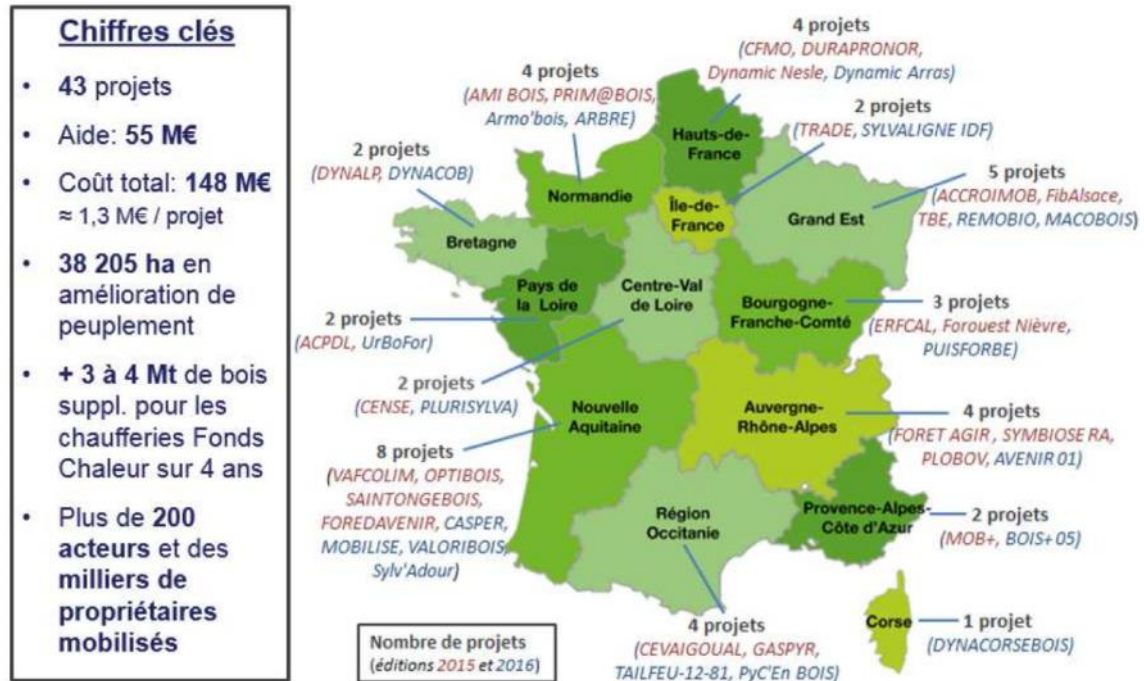 Chiffres clés
• 43 projets
• Aide: 55 M€
• Coût total: 148 M€
≈ 1,3 M€ / projet
• 38 205 ha en
amélioration de
peuplement
• + 3 à 4 Mt de bois
suppl. pour les
chaufferies Fonds
Chaleur sur 4 ans
• Plus de 200
acteurs et des
milliers de
propriétaires
mobilisés
4 projets
(CFMO, DURAPRONOR,
Dynamic Nesle, Dynamic Arras)
4 projets
(AMI BOIS, PRIM@BOIS,
Armo'bois, ARBRE)
2 projets
(TRADE, SYLVALIGNE IDF)
2 projets
(DYNALP, DYNACOB)
5 projets
(ACCROIMOB, FibAlsace,
TBE, REMOBIO, MACOBOIS)
Hauts-de-
France
Normandie
Île-de-
France
Grand Est
Bretagne
Pays de
la Loire
Centre-Val
de Loire
Bourgogne-
Franche-Comté
3 projets
(ERFCAL, Forouest Nièvre,
PUISFORBE)
2 projets
(ACPDL, UrBoFor)
2 projets
(CENSE, PLURISYLVA)
Nouvelle
Aquitaine
Auvergne-
Rhône-Alpes
4 projets
(FORET AGIR , SYMBIOSE RA,
PLOBOV, AVENIR 01)
8 projets
(VAFCOLIM, OPTIBOIS,
SAINTONGEBOIS,
FOREDAVENIR, CASPER,
MOBILISE, VALORIBOIS,
Sylv'Adour)
Région
Occitanie
Provence-Alpes-
Côte d'Azur
2 projets
(MOB+, BOIS+ 05)
4 projets
(CEVAIGOUAL, GASPYR,
TAILFEU-12-81, PyC'En BOIS)
Corse
1 projet
(DYNACORSEBOIS)
Nombre de projets
(éditions 2015 et 2016)